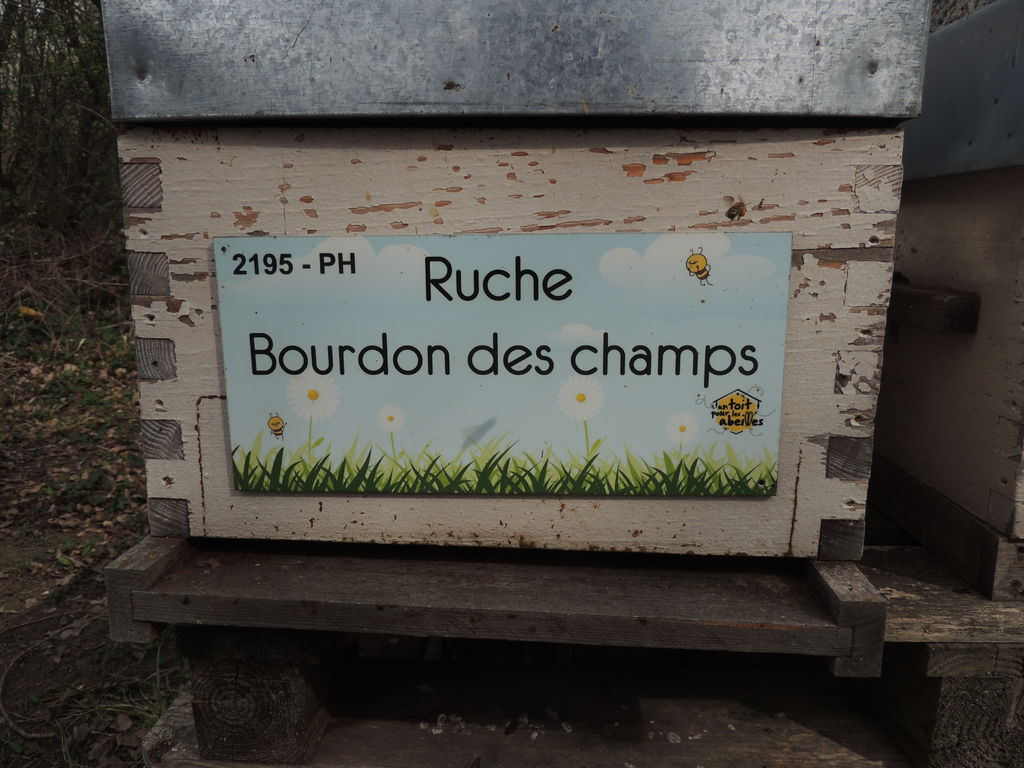 2195 - PH
Ruche
Bourdon des champs
un toit
pour les
abeilles